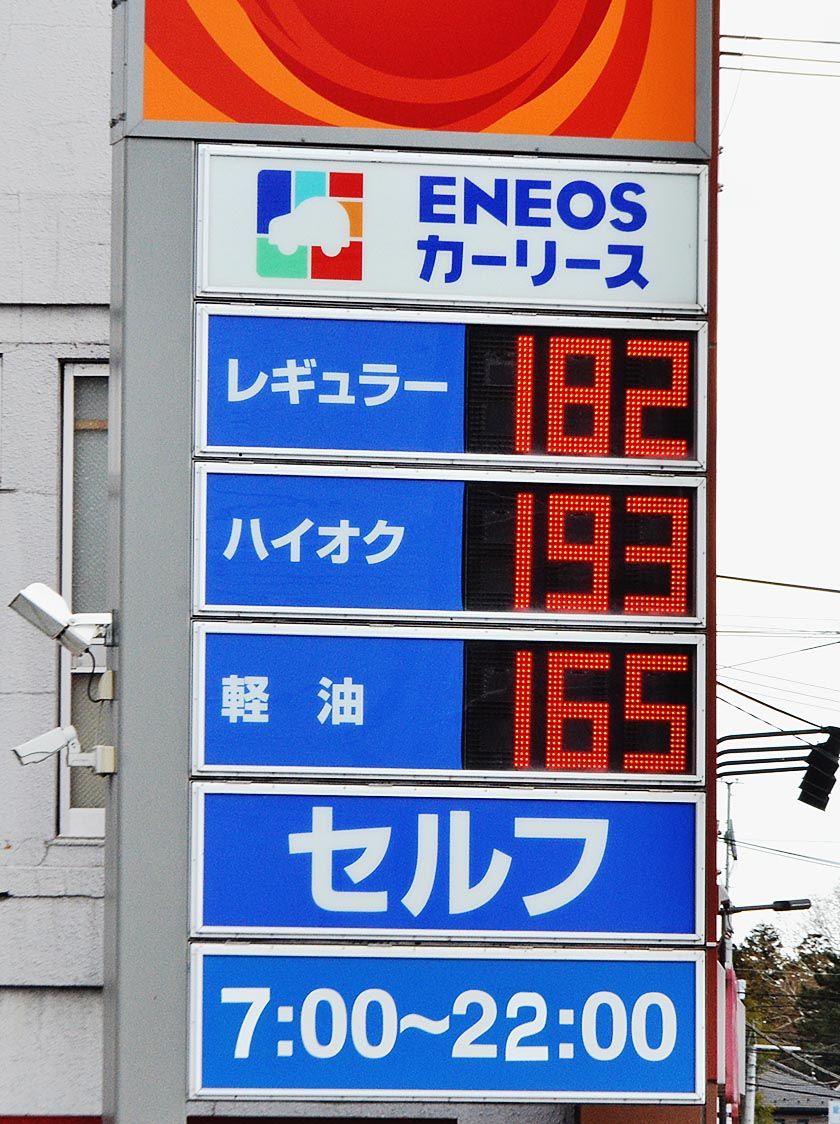 ENEOS
カーリース
レギュラー 182
ハイオク 193
軽 油 165
セルフ
7:00~22:00